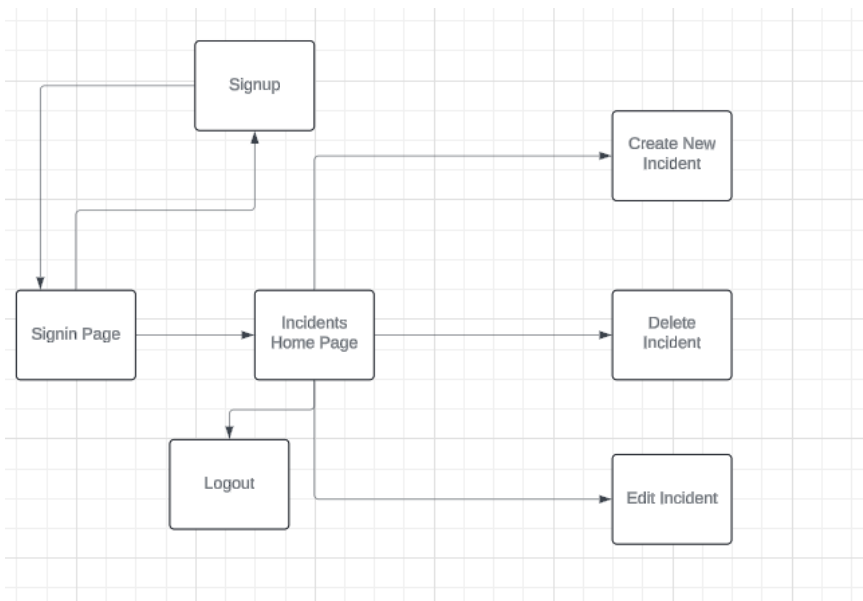 Signup
Create New
Incident
Signin Page
Incidents
Home Page
Delete
Incident
Logout
Edit Incident